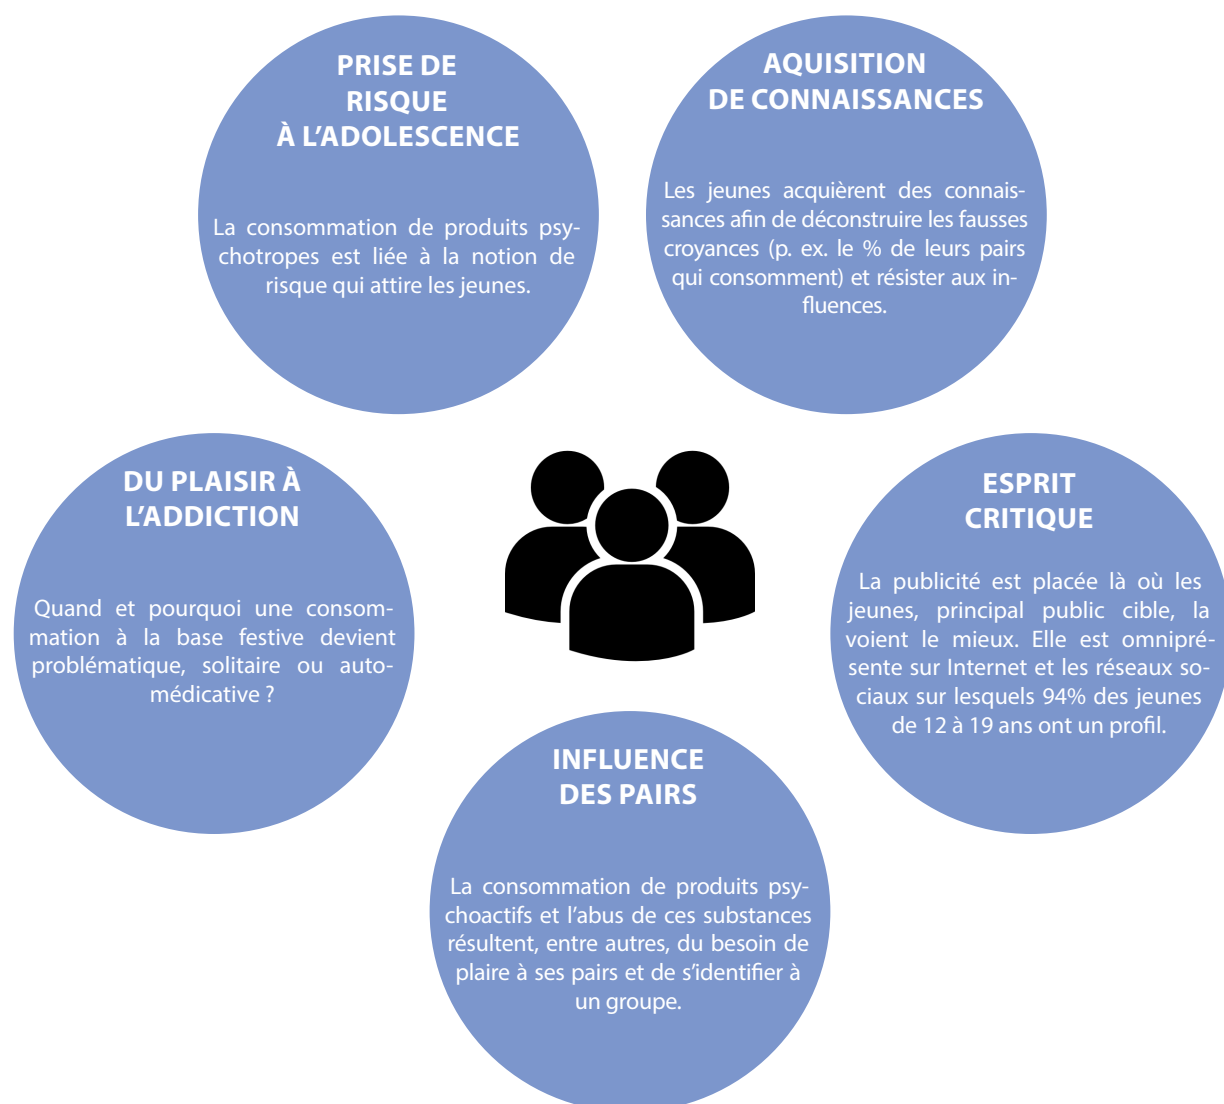 PRISE DE
RISQUE
À L’ADOLESCENCE
La consommation de produits psy-
chotropes est liée à la notion de
risque qui attire les jeunes.
AQUISITION
DE CONNAISSANCES
Les jeunes acquièrent des connais-
sances afin de déconstruire les fausses
croyances (p. ex. le % de leurs pairs
qui consomment) et résister aux in-
fluences.
DU PLAISIR À
L’ADDICTION
Quand et pourquoi une consom-
mation à la base festive devient
problématique, solitaire ou auto-
médicative ?
ESPRIT
CRITIQUE
La publicité est placée là où les
jeunes, principal public cible, la
voient le mieux. Elle est omnipré-
sente sur Internet et les réseaux so-
ciaux sur lesquels 94% des jeunes
de 12 à 19 ans ont un profil.
INFLUENCE
DES PAIRS
La consommation de produits psy-
choactifs et l’abus de ces substances
résultent, entre autres, du besoin de
plaire à ses pairs et de s’identifier à
un groupe.